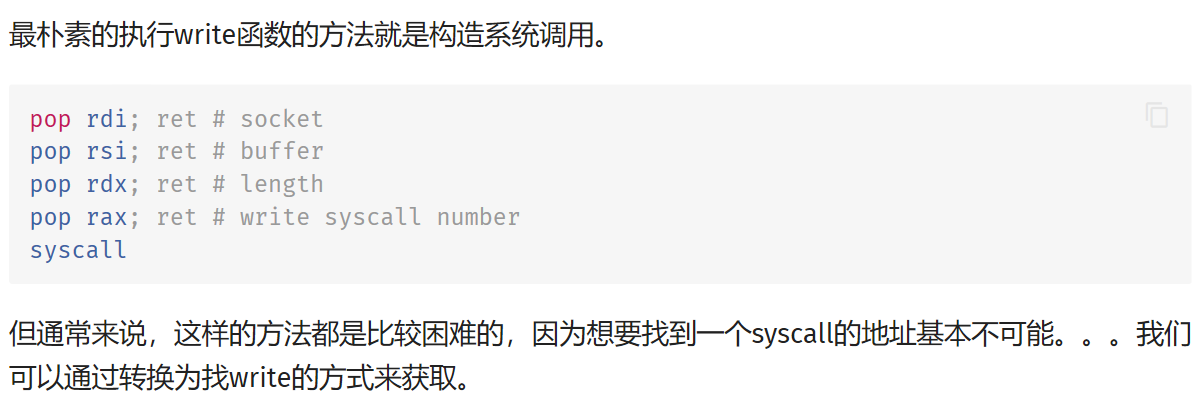 最朴素的执行write函数的方法就是构造系统调用。
pop rdi; ret # socket
pop rsi; ret # buffer
pop rdx; ret # length
pop rax; ret # write syscall number
syscall
但通常来说，这样的方法都是比较困难的，因为想要找到一个syscall的地址基本不可能。。。我们
可以通过转换为找write的方式来获取。